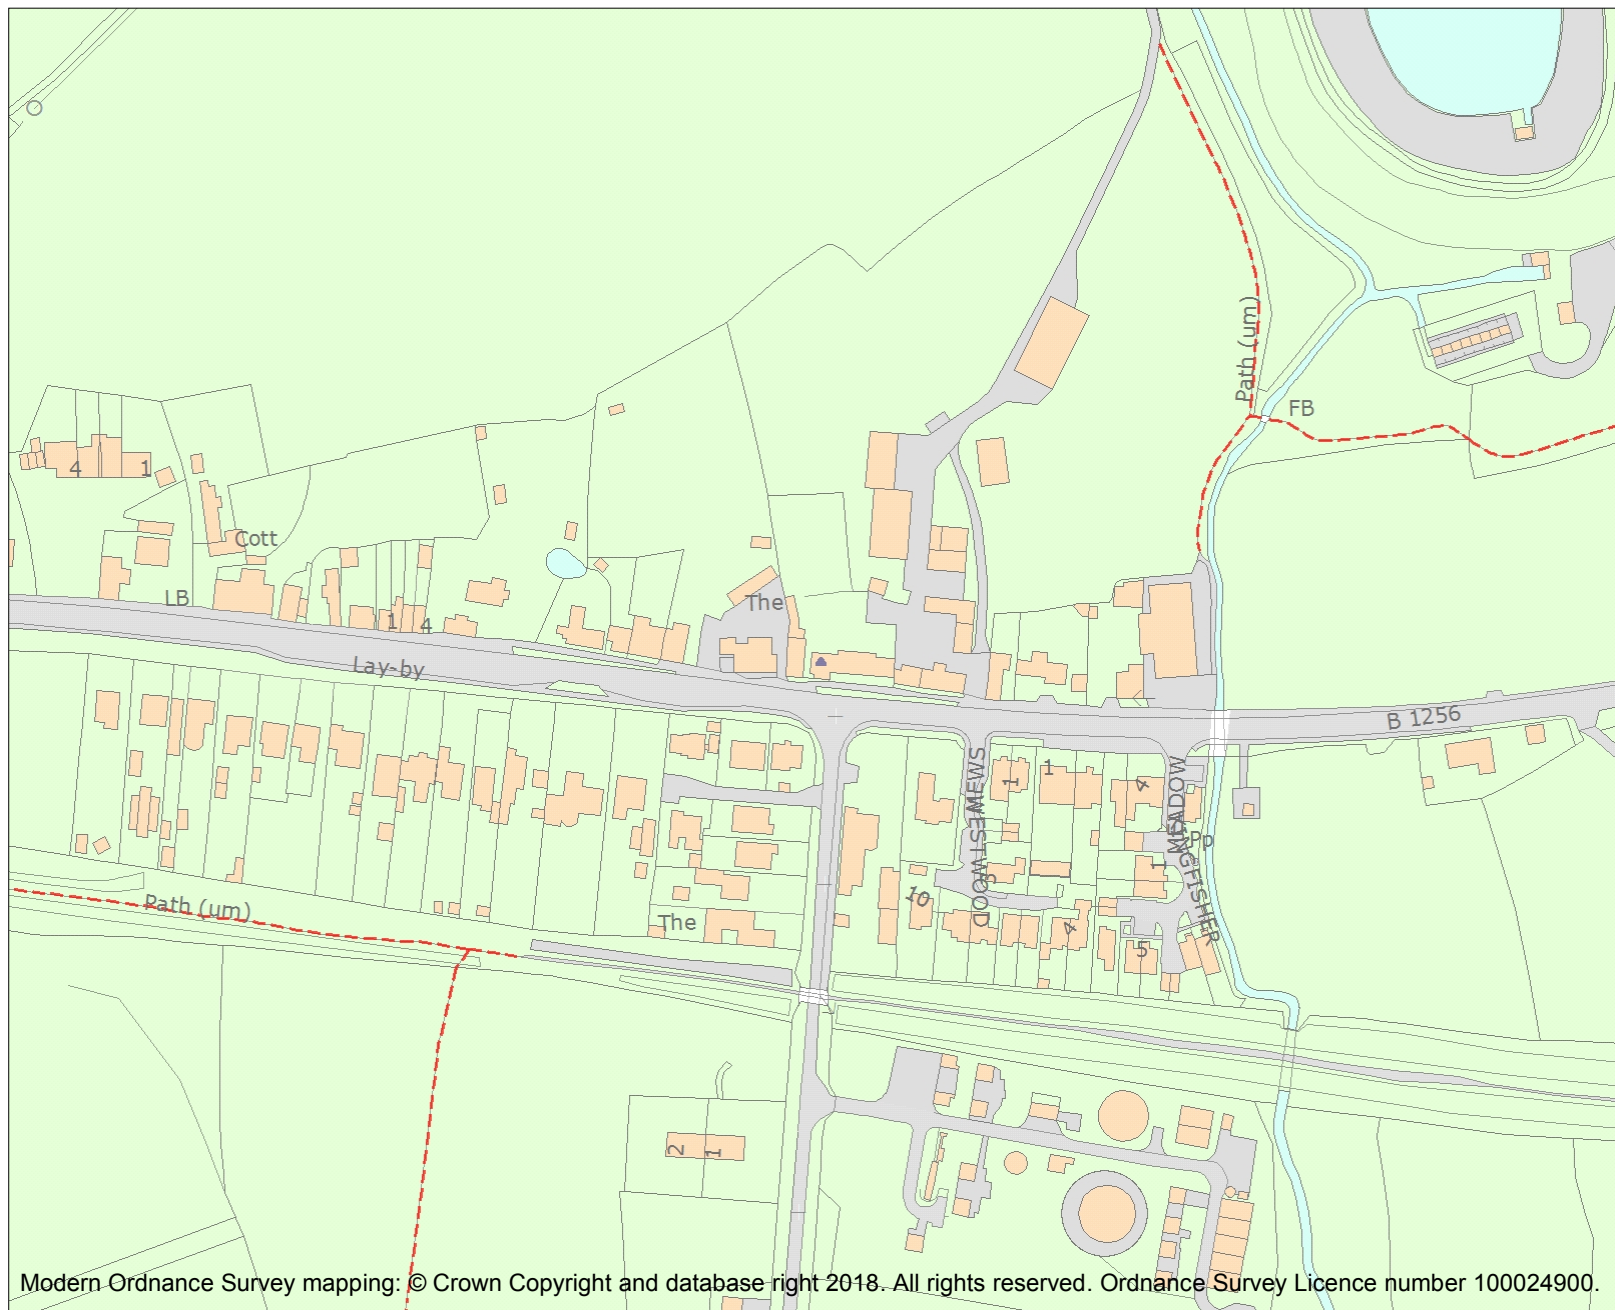 Path (um)
FB
4
1
Cott
LB
The
1
4
Lay-by
B 1256
MEWS
WESTWOOD
1
1
4
MEADOW
KINGFISHER
Pp
1
3
10
4
5
Path (um)
The
2
1
Modern Ordnance Survey mapping: © Crown Copyright and database right 2018. All rights reserved. Ordnance Survey Licence number 100024900.